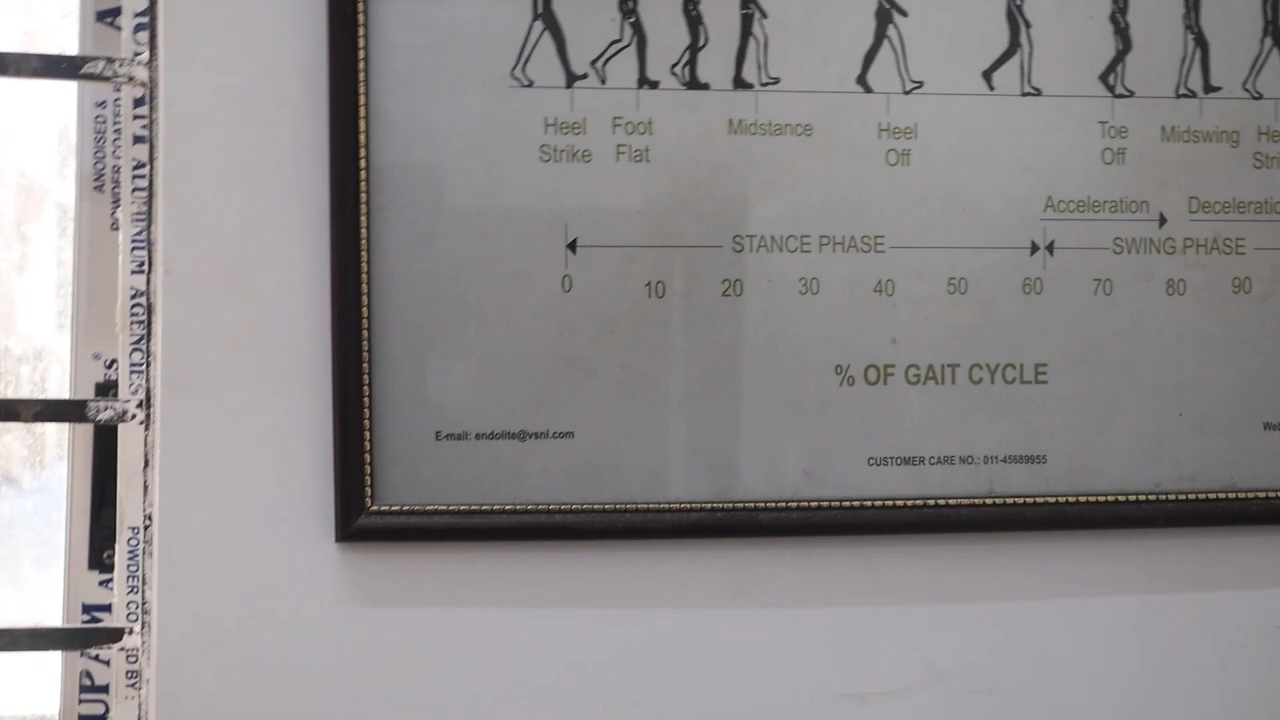 Heel Strike
Foot Flat
Midstance
Heel Off
Toe Off
Midswing
Acceleration
STANCE PHASE
SWING PHASE
0 10 20 30 40 50 60 70 80 90
% OF GAIT CYCLE
E-mail: endolite@vsnl.com
CUSTOMER CARE NO.: 011-45689955
ANODISED &
ALUMINIUM AGENCIES
POWDER
BY :